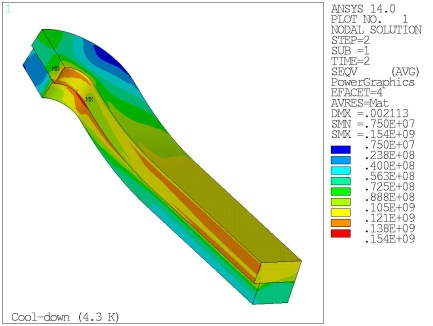 1
ANSYS 14.0
PLOT NO. 1
NODAL SOLUTION
STEP=2
SUB =1
TIME=2
SEQV (AVG)
PowerGraphics
EFACET=4
AVRES=Mat
DMX =.002113
SMN =.750E+07
SMX =.154E+09
.750E+07
.238E+08
.400E+08
.563E+08
.725E+08
.888E+08
.105E+09
.121E+09
.138E+09
.154E+09
MN
MX
Cool-down (4.3 K)